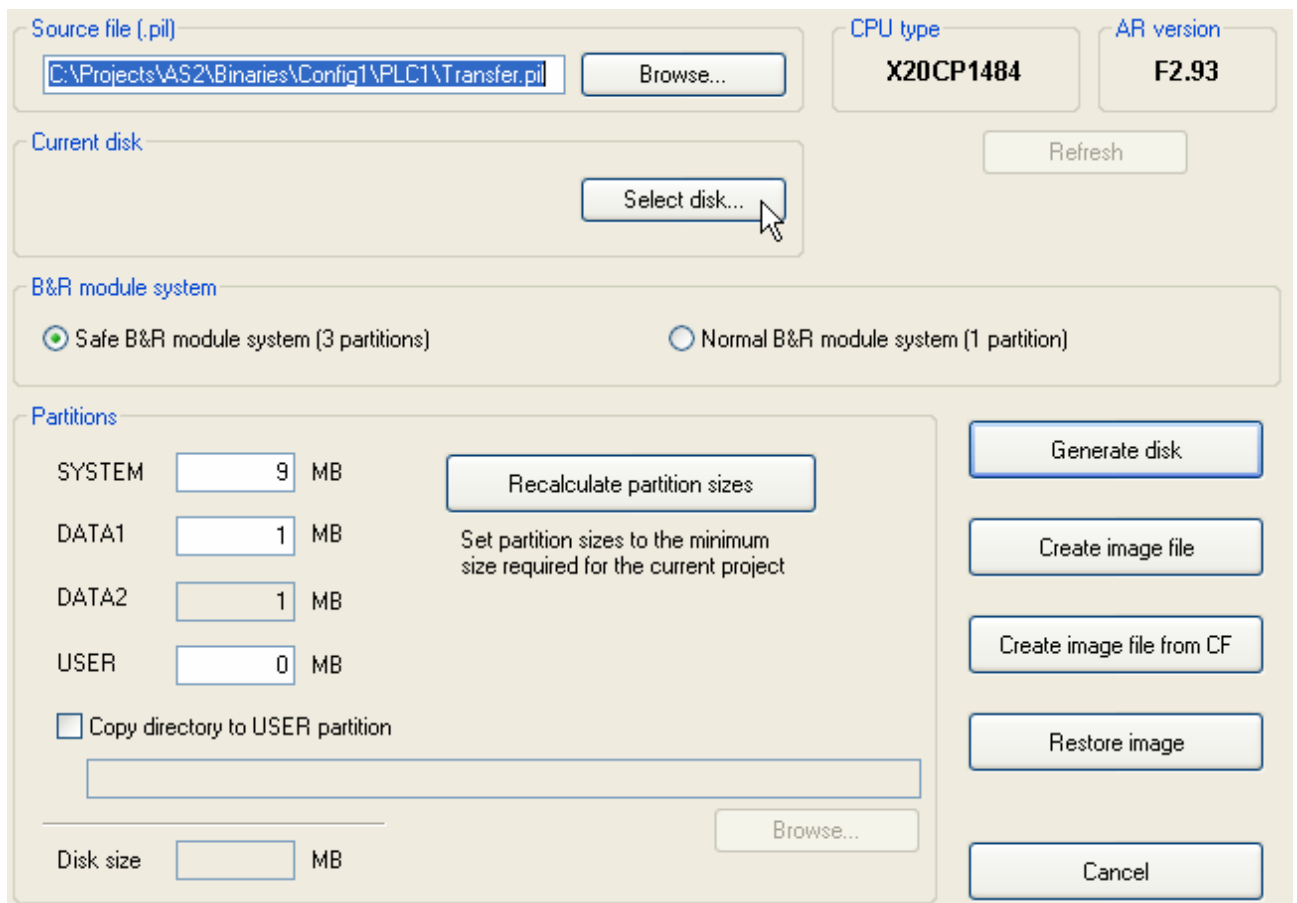 Source file (.pil)
C:\Projects\AS2\Binaries\Config1\PLC1\Transfer.pil
Browse...
CPU type
X20CP1484
AR version
F2.93
Current disk
Select disk...
Refresh
B&R module system
Safe B&R module system (3 partitions)
Normal B&R module system (1 partition)
Partitions
SYSTEM 9 MB
DATA1 1 MB
DATA2 1 MB
USER 0 MB
Recalculate partition sizes
Set partition sizes to the minimum
size required for the current project
Copy directory to USER partition
Browse...
Disk size MB
Generate disk
Create image file
Create image file from CF
Restore image
Cancel